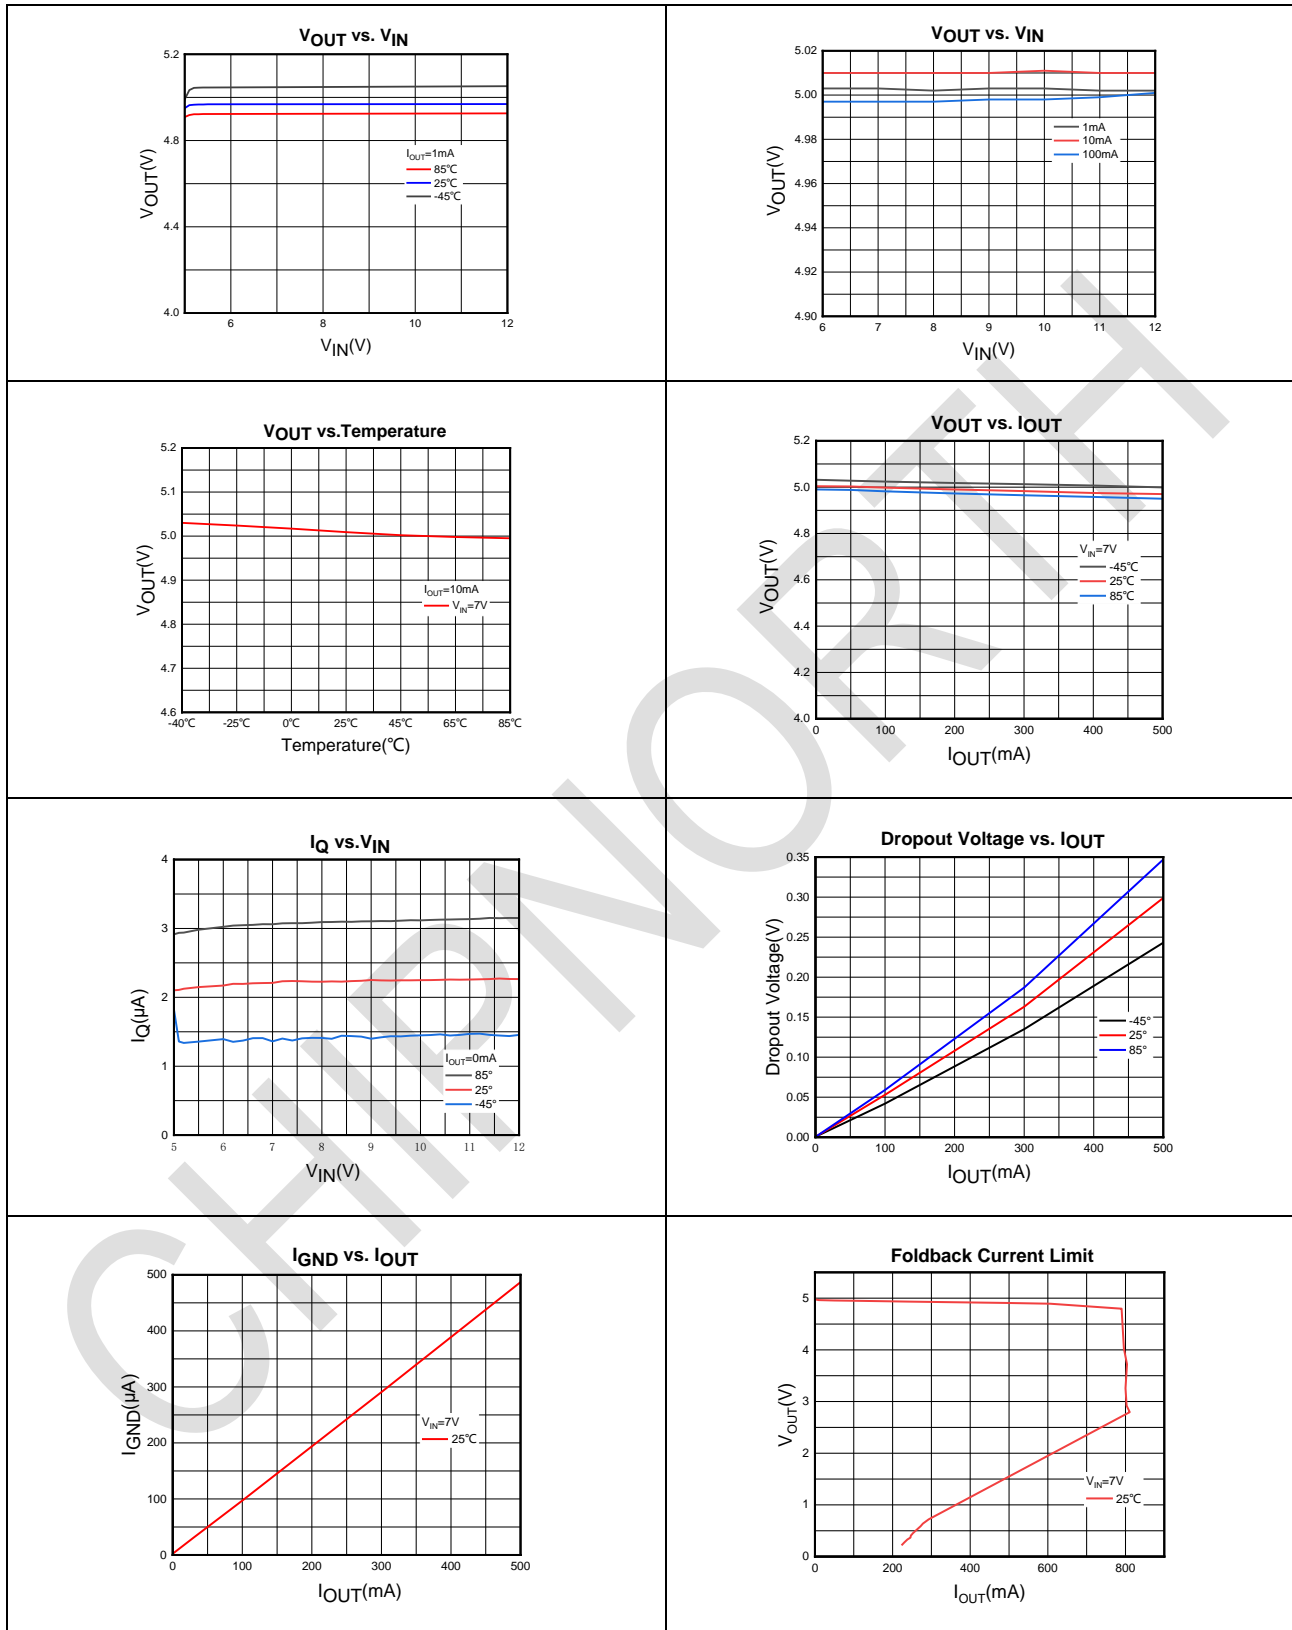 VOUT vs. VIN
5.2
4.8
4.4
4.0
VOUT(V)
IOUT=1mA
85℃
25℃
-45℃
6 8 10 12
VIN(V)
VOUT vs. VIN
5.02
5.00
4.98
4.96
4.94
4.92
4.90
VOUT(V)
1mA
10mA
100mA
6 7 8 9 10 11 12
VIN(V)
VOUT vs.Temperature
5.2
5.1
5.0
4.9
4.8
4.7
4.6
VOUT(V)
IOUT=10mA
VIN=7V
-40℃ -25℃ 0℃ 25℃ 45℃ 65℃ 85℃
Temperature(℃)
VOUT vs. IOUT
5.2
5.0
4.8
4.6
4.4
4.2
4.0
VOUT(V)
VIN=7V
-45℃
25℃
85℃
0 100 200 300 400 500
IOUT(mA)
IQ vs.VIN
4
3
2
1
0
IQ(µA)
IOUT=0mA
85°
25°
-45°
5 6 7 8 9 10 11 12
VIN(V)
Dropout Voltage vs. IOUT
0.35
0.30
0.25
0.20
0.15
0.10
0.05
0.00
Dropout Voltage(V)
-45°
25°
85°
0 100 200 300 400 500
IOUT(mA)
IGND vs. IOUT
500
400
300
200
100
0
IGND(µA)
VIN=7V
25℃
0 100 200 300 400 500
IOUT(mA)
Foldback Current Limit
5
4
3
2
1
0
VOUT(V)
VIN=7V
25℃
0 200 400 600 800
IOUT(mA)
CHIPNORTH